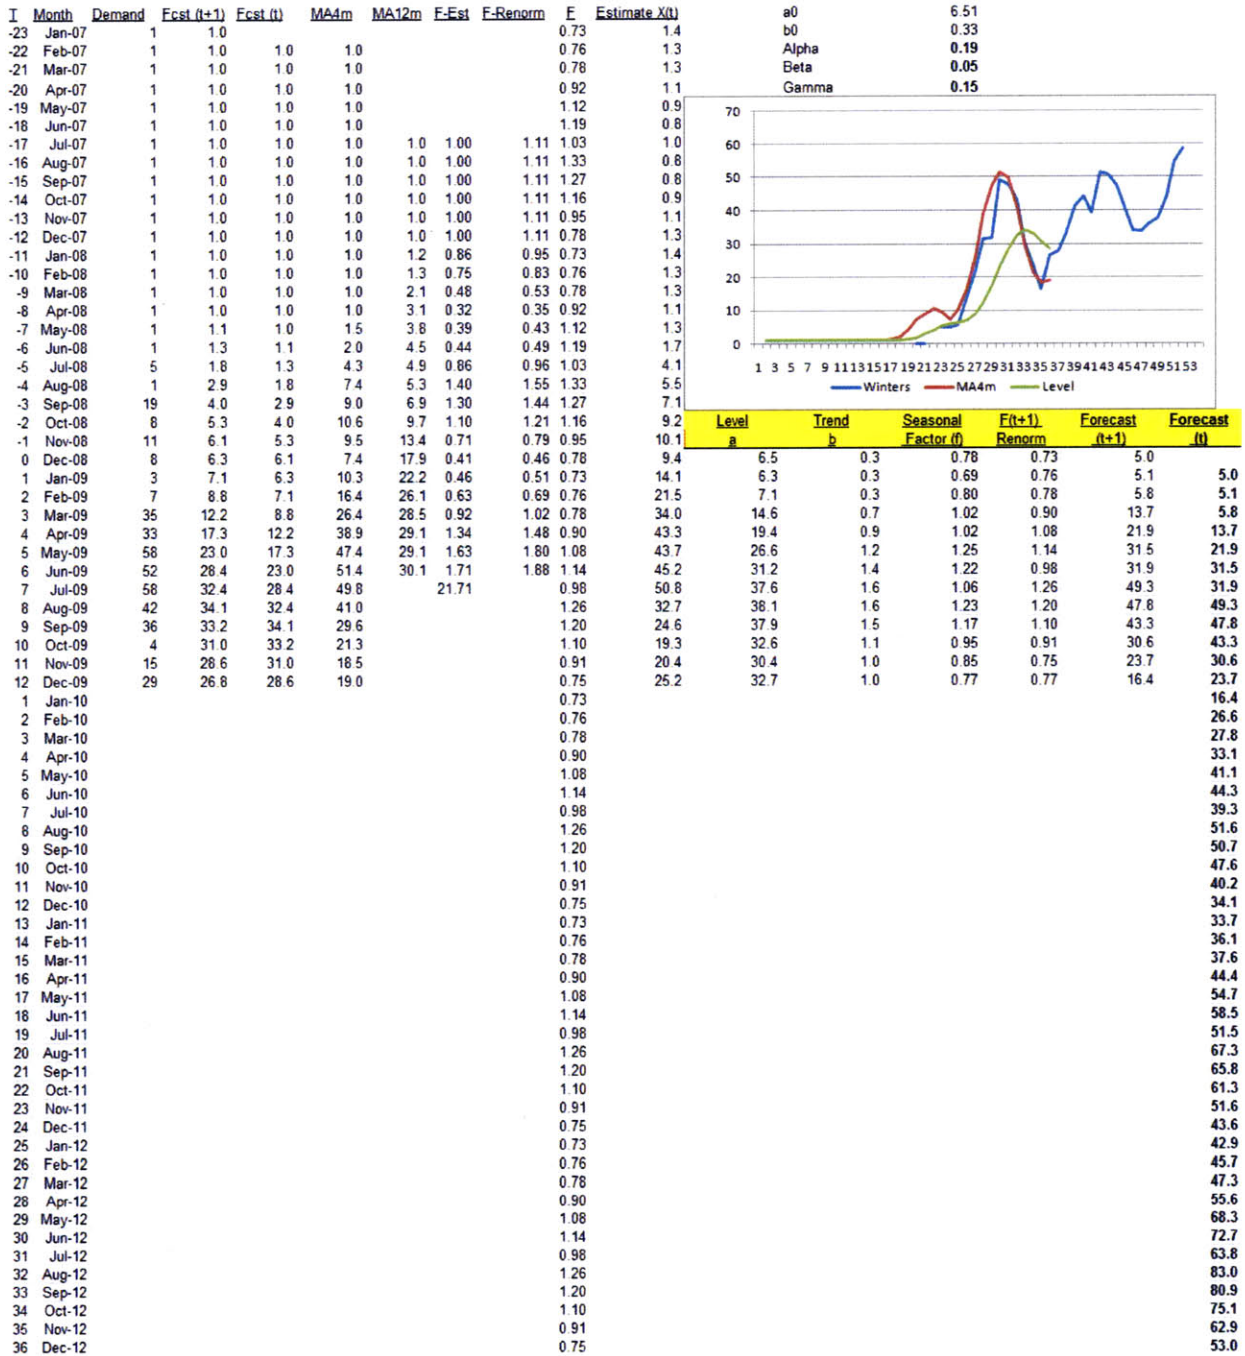 T Month Demand Fcst (t+1) Fcst (t) MA4m MA12m F-Est F-Renorm F Estimate X(t) a0 6.51
-23 Jan-07 1 1.0 0.73 1.4 b0 0.33
-22 Feb-07 1 1.0 1.0 1.0 0.76 1.3 Alpha 0.19
-21 Mar-07 1 1.0 1.0 1.0 0.78 1.3 Beta 0.05
-20 Apr-07 1 1.0 1.0 1.0 0.92 1.1 Gamma 0.15
-19 May-07 1 1.0 1.0 1.0 1.12 0.9
-18 Jun-07 1 1.0 1.0 1.0 1.19 0.8
-17 Jul-07 1 1.0 1.0 1.0 1.0 1.00 1.11 1.03 1.0
-16 Aug-07 1 1.0 1.0 1.0 1.0 1.00 1.11 1.33 0.8
-15 Sep-07 1 1.0 1.0 1.0 1.0 1.00 1.11 1.27 0.8
-14 Oct-07 1 1.0 1.0 1.0 1.0 1.00 1.11 1.16 0.9
-13 Nov-07 1 1.0 1.0 1.0 1.0 1.00 1.11 0.95 1.1
-12 Dec-07 1 1.0 1.0 1.0 1.0 1.00 1.11 0.78 1.3
-11 Jan-08 1 1.0 1.0 1.0 1.2 0.86 0.95 0.73 1.4
-10 Feb-08 1 1.0 1.0 1.0 1.3 0.75 0.83 0.76 1.3
-9 Mar-08 1 1.0 1.0 1.0 2.1 0.48 0.53 0.78 1.3
-8 Apr-08 1 1.0 1.0 1.0 3.1 0.32 0.35 0.92 1.1
-7 May-08 1 1.1 1.0 1.5 3.8 0.39 0.43 1.12 1.3
-6 Jun-08 1 1.3 1.1 2.0 4.5 0.44 0.49 1.19 1.7
-5 Jul-08 5 1.8 1.3 4.3 4.9 0.86 0.96 1.03 4.1
-4 Aug-08 1 2.9 1.8 7.4 5.3 1.40 1.55 1.33 5.5
-3 Sep-08 19 4.0 2.9 9.0 6.9 1.30 1.44 1.27 7.1
70
60
50
40
30
20
10
0
1 3 5 7 9 11 13 15 17 19 21 23 25 27 29 31 33 35 37 39 41 43 45 47 49 51 53
Winters MA4m Level
Level Trend Seasonal F(t+1) Forecast Forecast
a b Factor (f) Renorm (t+1) (t)
-2 Oct-08 8 5.3 4.0 10.6 9.7 1.10 1.21 1.16 9.2
-1 Nov-08 11 6.1 5.3 9.5 13.4 0.71 0.79 0.95 10.1
0 Dec-08 8 6.3 6.1 7.4 17.9 0.41 0.46 0.78 9.4 6.5 0.3 0.78 0.73 5.0
1 Jan-09 3 7.1 6.3 10.3 22.2 0.46 0.51 0.73 14.1 6.3 0.3 0.69 0.76 5.1 5.0
2 Feb-09 7 8.8 7.1 16.4 26.1 0.63 0.69 0.76 21.5 7.1 0.3 0.80 0.78 5.8 5.1
3 Mar-09 35 12.2 8.8 26.4 28.5 0.92 1.02 0.78 34.0 14.6 0.7 1.02 0.90 13.7 5.8
4 Apr-09 33 17.3 12.2 38.9 29.1 1.34 1.48 0.90 43.3 19.4 0.9 1.02 1.08 21.9 13.7
5 May-09 58 23.0 17.3 47.4 29.1 1.63 1.80 1.08 43.7 26.6 1.2 1.25 1.14 31.5 21.9
6 Jun-09 52 28.4 23.0 51.4 30.1 1.71 1.88 1.14 45.2 31.2 1.4 1.22 0.98 31.9 31.5
7 Jul-09 58 32.4 28.4 49.8 21.71 0.98 50.8 37.6 1.6 1.06 1.26 49.3 31.9
8 Aug-09 42 34.1 32.4 41.0 1.26 32.7 38.1 1.6 1.23 1.20 47.8 49.3
9 Sep-09 36 33.2 34.1 29.6 1.20 24.6 37.9 1.5 1.17 1.10 43.3 47.8
10 Oct-09 4 31.0 33.2 21.3 1.10 19.3 32.6 1.1 0.95 0.91 30.6 43.3
11 Nov-09 15 28.6 31.0 18.5 0.91 20.4 30.4 1.0 0.85 0.75 23.7 30.6
12 Dec-09 29 26.8 28.6 19.0 0.75 25.2 32.7 1.0 0.77 0.77 16.4 23.7
1 Jan-10 0.73 16.4
2 Feb-10 0.76 26.6
3 Mar-10 0.78 27.8
4 Apr-10 0.90 33.1
5 May-10 1.08 41.1
6 Jun-10 1.14 44.3
7 Jul-10 0.98 39.3
8 Aug-10 1.26 51.6
9 Sep-10 1.20 50.7
10 Oct-10 1.10 47.6
11 Nov-10 0.91 40.2
12 Dec-10 0.75 34.1
13 Jan-11 0.73 33.7
14 Feb-11 0.76 36.1
15 Mar-11 0.78 37.6
16 Apr-11 0.90 44.4
17 May-11 1.08 54.7
18 Jun-11 1.14 58.5
19 Jul-11 0.98 51.5
20 Aug-11 1.26 67.3
21 Sep-11 1.20 65.8
22 Oct-11 1.10 61.3
23 Nov-11 0.91 51.6
24 Dec-11 0.75 43.6
25 Jan-12 0.73 42.9
26 Feb-12 0.76 45.7
27 Mar-12 0.78 47.3
28 Apr-12 0.90 55.6
29 May-12 1.08 68.3
30 Jun-12 1.14 72.7
31 Jul-12 0.98 63.8
32 Aug-12 1.26 83.0
33 Sep-12 1.20 80.9
34 Oct-12 1.10 75.1
35 Nov-12 0.91 62.9
36 Dec-12 0.75 53.0